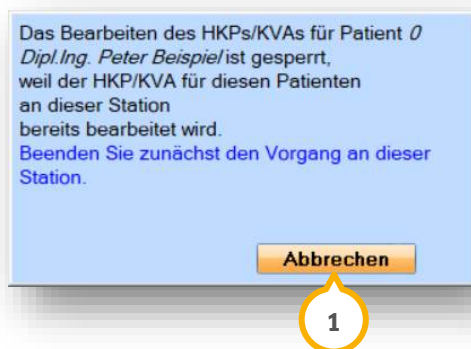 Das Bearbeiten des HKPs/KVAs für Patient 0
Dipl.Ing. Peter Beispiel ist gesperrt,
weil der HKP/KVA für diesen Patienten
an dieser Station
bereits bearbeitet wird.
Beenden Sie zunächst den Vorgang an dieser
Station.
Abbrechen
1